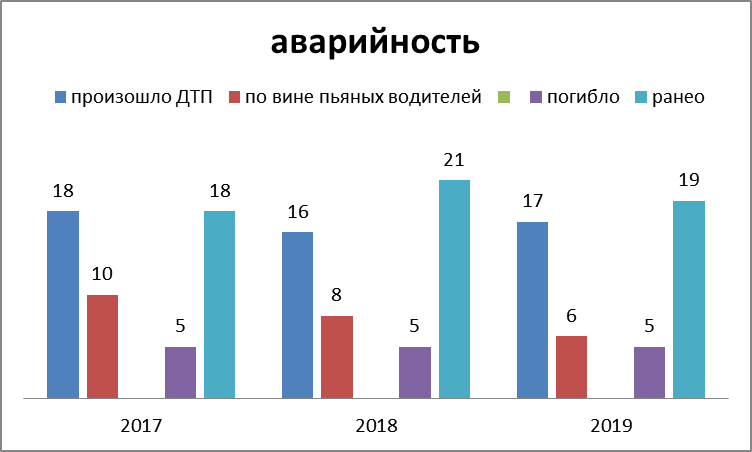 аварийность
произошло ДТП по вине пьяных водителей погибло ранео
21
18 18 19
16 17
10
8
6
5 5 5
2017 2018 2019